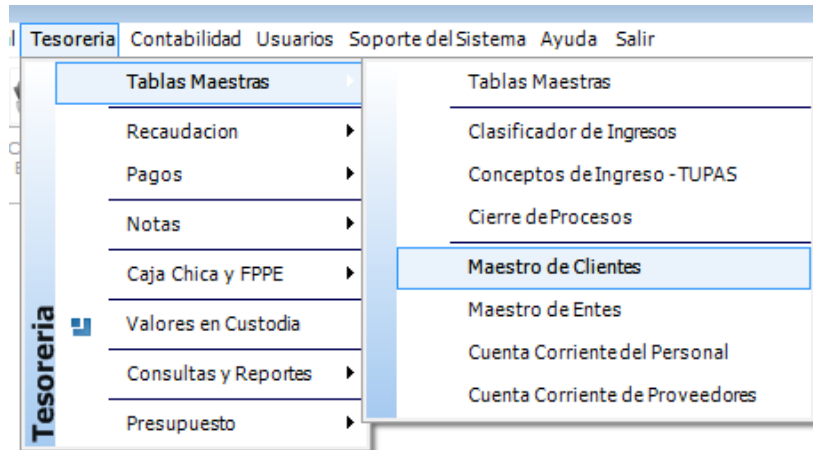 Tesoreria Contabilidad Usuarios Soporte del Sistema Ayuda Salir
Tablas Maestras
Recaudacion
Pagos
Notas
Caja Chica y FPPE
Valores en Custodia
Consultas y Reportes
Presupuesto
Tesoreria
Tablas Maestras
Clasificador de Ingresos
Conceptos de Ingreso - TUPAS
Cierre de Procesos
Maestro de Clientes
Maestro de Entes
Cuenta Corriente del Personal
Cuenta Corriente de Proveedores